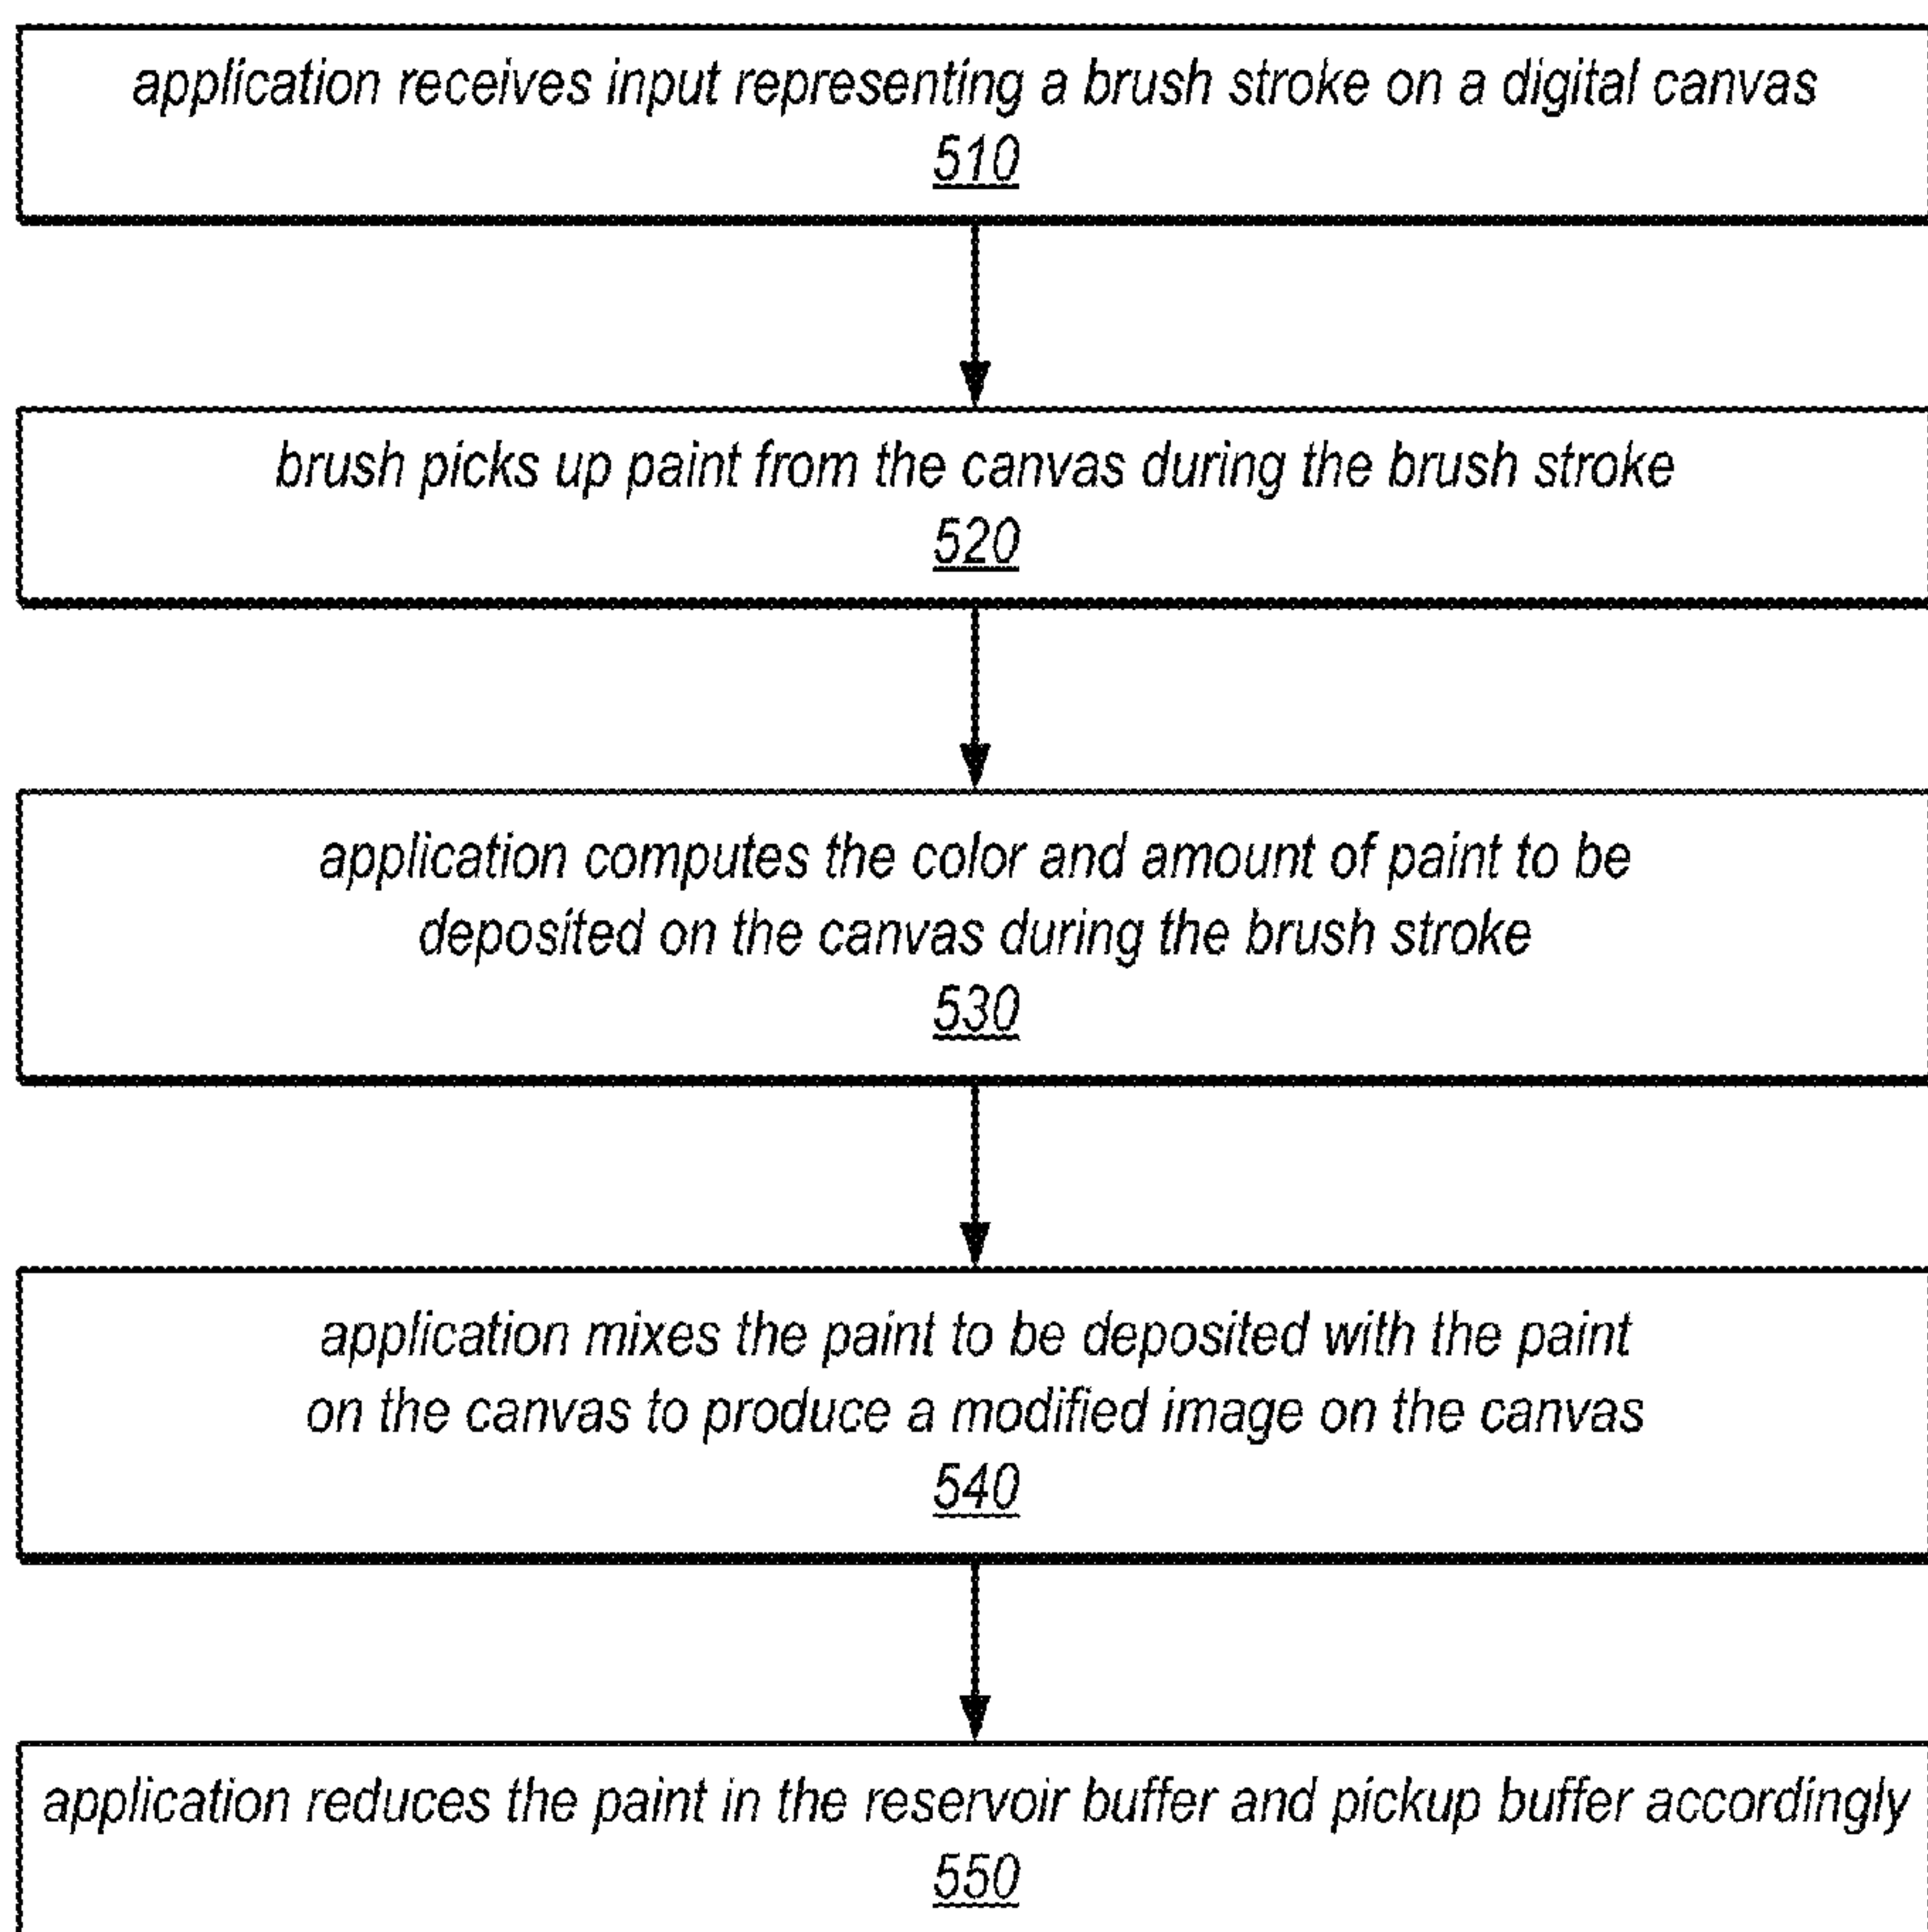 application receives input representing a brush stroke on a digital canvas
510
brush picks up paint from the canvas during the brush stroke
520
application computes the color and amount of paint to be
deposited on the canvas during the brush stroke
530
application mixes the paint to be deposited with the paint
on the canvas to produce a modified image on the canvas
540
application reduces the paint in the reservoir buffer and pickup buffer accordingly
550